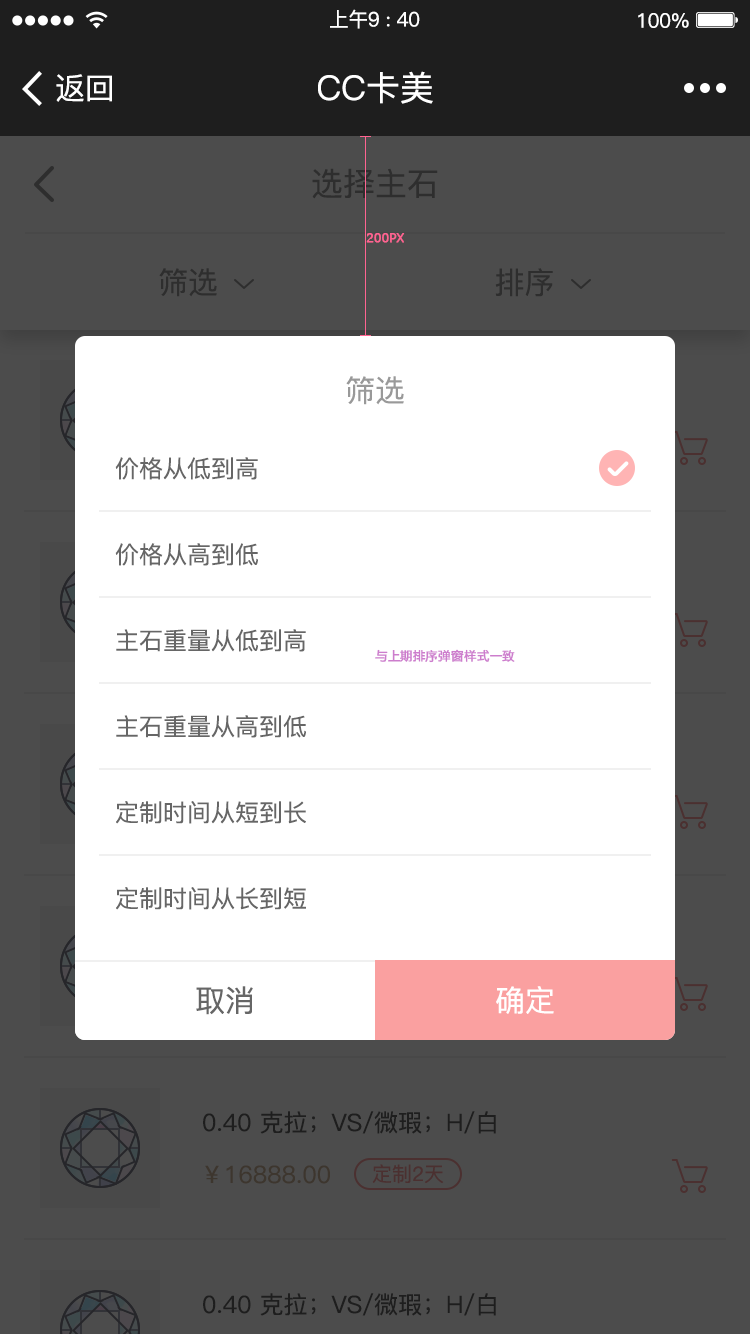 上午9 : 40
100%
返回
CC卡美
选择主石
200PX
筛选
排序
筛选
价格从低到高
价格从高到低
主石重量从低到高
与上期排序弹窗样式一致
主石重量从高到低
定制时间从短到长
定制时间从长到短
取消
确定
0.40 克拉；VS/微瑕；H/白
¥16888.00
定制2天
0.40 克拉；VS/微瑕；H/白